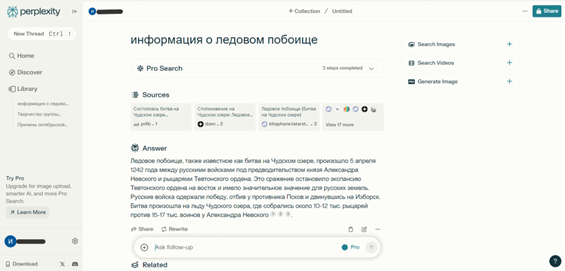 perplexity
New Thread Ctrl I
Home
Discover
Library
информация о ледово...
Творчество группы...
Причины октябрьской...
Try Pro
Upgrade for image upload,
smarter AI, and more Pro
Search.
Learn More
И
Download
И
+ Collection / Untitled
Share
информация о ледовом побоище
Pro Search
3 steps completed
Sources
Состоялась битва на
Чудском озере...
prlib
1
Столкновение на
Чудском озере: Ледовое...
dzen
2
Ледовое побоище (битва
на Чудском озере)
3
View 17 more
Answer
Ледовое побоище, также известное как битва на Чудском озере, произошло 5 апреля
1242 года между русскими войсками под предводительством князя Александра
Невского и рыцарями Тевтонского ордена. Это сражение остановило экспансию
Тевтонского ордена на восток и имело значительное значение для русских земель.
Русские войска одержали победу, отбив у противника Псков и двинувшись на Изборск.
Битва произошла на льду Чудского озера, где собрались около 10-12 тыс. рыцарей
против 15-17 тыс. воинов у Александра Невского 1 2 3 .
Share
Rewrite
Ask follow-up
Pro
Related
Search Images
Search Videos
Generate Image